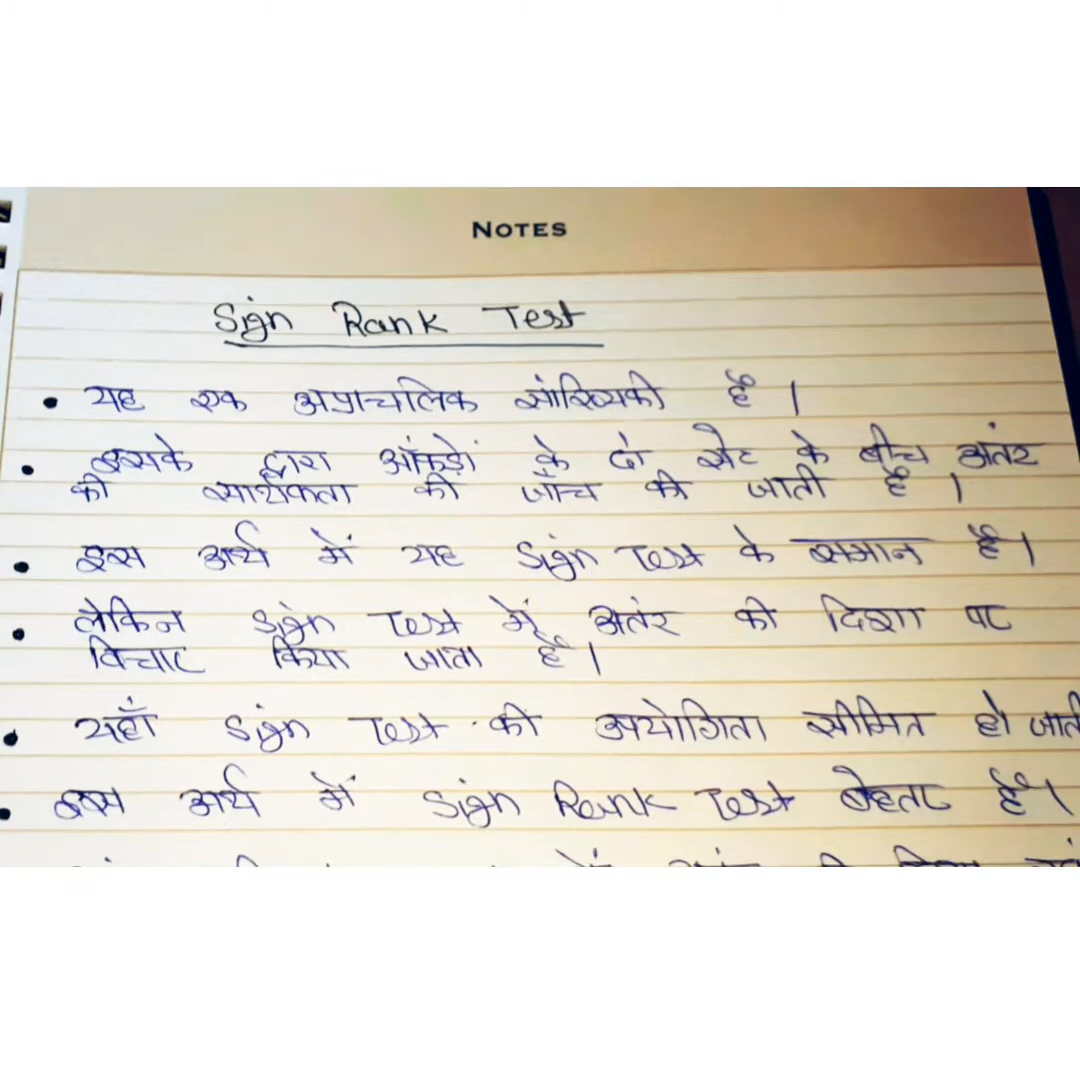 NOTES
Sign Rank Test
• यह एक अप्राचलिक सांख्यिकी है ।
• इसके द्वारा आंकड़ों के दो सेट के बीच अंतर
की सार्थकता की जाँच की जाती है ।
• इस अर्थ में यह Sign Test के समान है ।
• लेकिन Sign Test में अतंर की दिशा पर
विचार किया जाता है ।
• यहाँ Sign Test की उपयोगिता सीमित हो जाती
• इस अर्थ में Sign Rank Test बेहतर है ।